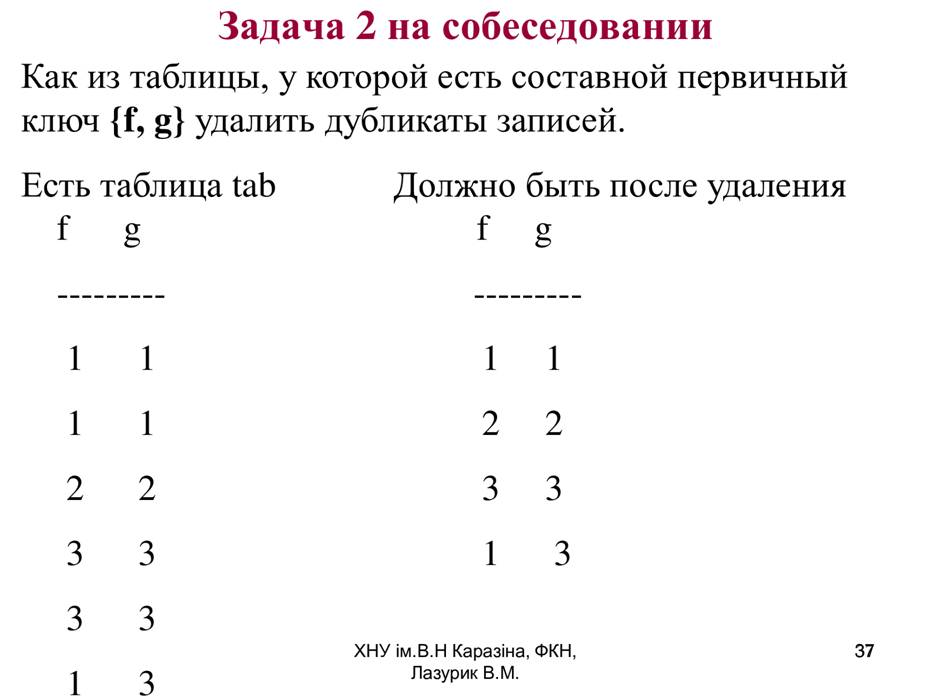 Задача 2 на собеседовании
Как из таблицы, у которой есть составной первичный
ключ {f, g} удалить дубликаты записей.
Есть таблица tab Должно быть после удаления
f g f g
--------- ---------
1 1 1 1
1 1 2 2
2 2 3 3
3 3 1 3
3 3
1 3
ХНУ ім.В.Н Каразіна, ФКН,
Лазурик В.М.
37